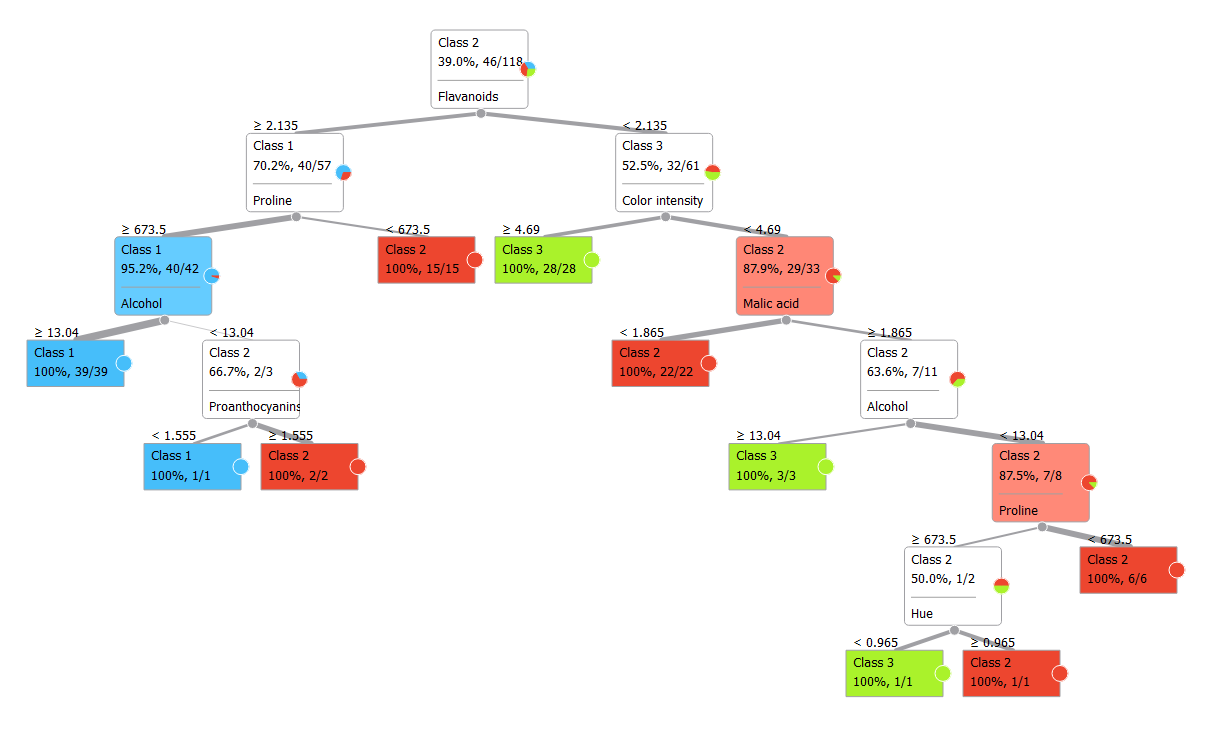 Class 2
39.0%, 46/118
Flavanoids
≥ 2.135
< 2.135
Class 1
70.2%, 40/57
Proline
Class 3
52.5%, 32/61
Color intensity
≥ 673.5
< 673.5
≥ 4.69
< 4.69
Class 1
95.2%, 40/42
Alcohol
Class 2
100%, 15/15
Class 3
100%, 28/28
Class 2
87.9%, 29/33
Malic acid
≥ 13.04
< 13.04
< 1.865
≥ 1.865
Class 1
100%, 39/39
Class 2
66.7%, 2/3
Proanthocyanins
Class 2
100%, 22/22
Class 2
63.6%, 7/11
Alcohol
< 1.555
≥ 1.555
≥ 13.04
< 13.04
Class 1
100%, 1/1
Class 2
100%, 2/2
Class 3
100%, 3/3
Class 2
87.5%, 7/8
Proline
≥ 673.5
< 673.5
Class 2
50.0%, 1/2
Hue
Class 2
100%, 6/6
< 0.965
≥ 0.965
Class 3
100%, 1/1
Class 2
100%, 1/1